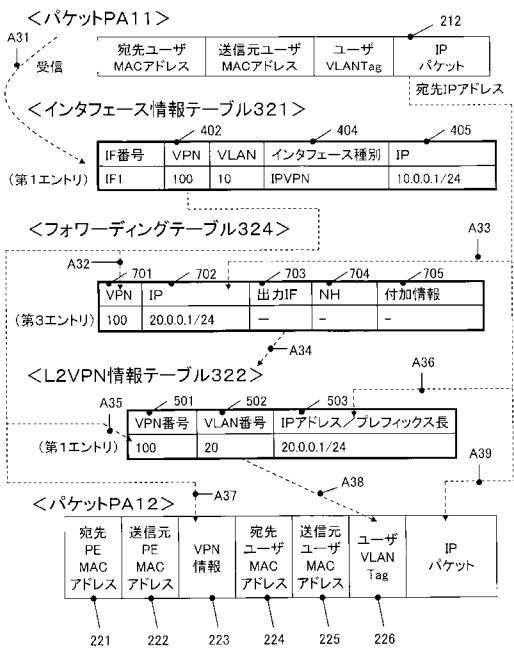 ＜パケットPA11＞
A31
212
受信
宛先ユーザ
MACアドレス
送信元ユーザ
MACアドレス
ユーザ
VLANTag
IP
パケット
宛先IPアドレス
＜インタフェース情報テーブル321＞
402 404 405
IF番号 VPN VLAN インタフェース種別 IP
(第1エントリ) IF1 100 10 IPVPN 10.0.0.1/24
＜フォワーディングテーブル324＞
A33
A32 701 702 703 704 705
VPN IP 出力IF NH 付加情報
(第3エントリ) 100 20.0.0.1/24 − − −
A34
＜L2VPN情報テーブル322＞
A36
A35 501 502 503
VPN番号 VLAN番号 IPアドレス／プレフィックス長
(第1エントリ) 100 20 20.0.0.1/24
A39
A37 A38
＜パケットPA12＞
宛先
PE
MAC
アドレス
送信元
PE
MAC
アドレス
VPN
情報
宛先
ユーザ
MAC
アドレス
送信元
ユーザ
MAC
アドレス
ユーザ
VLAN
Tag
IP
パケット
221 222 223 224 225 226